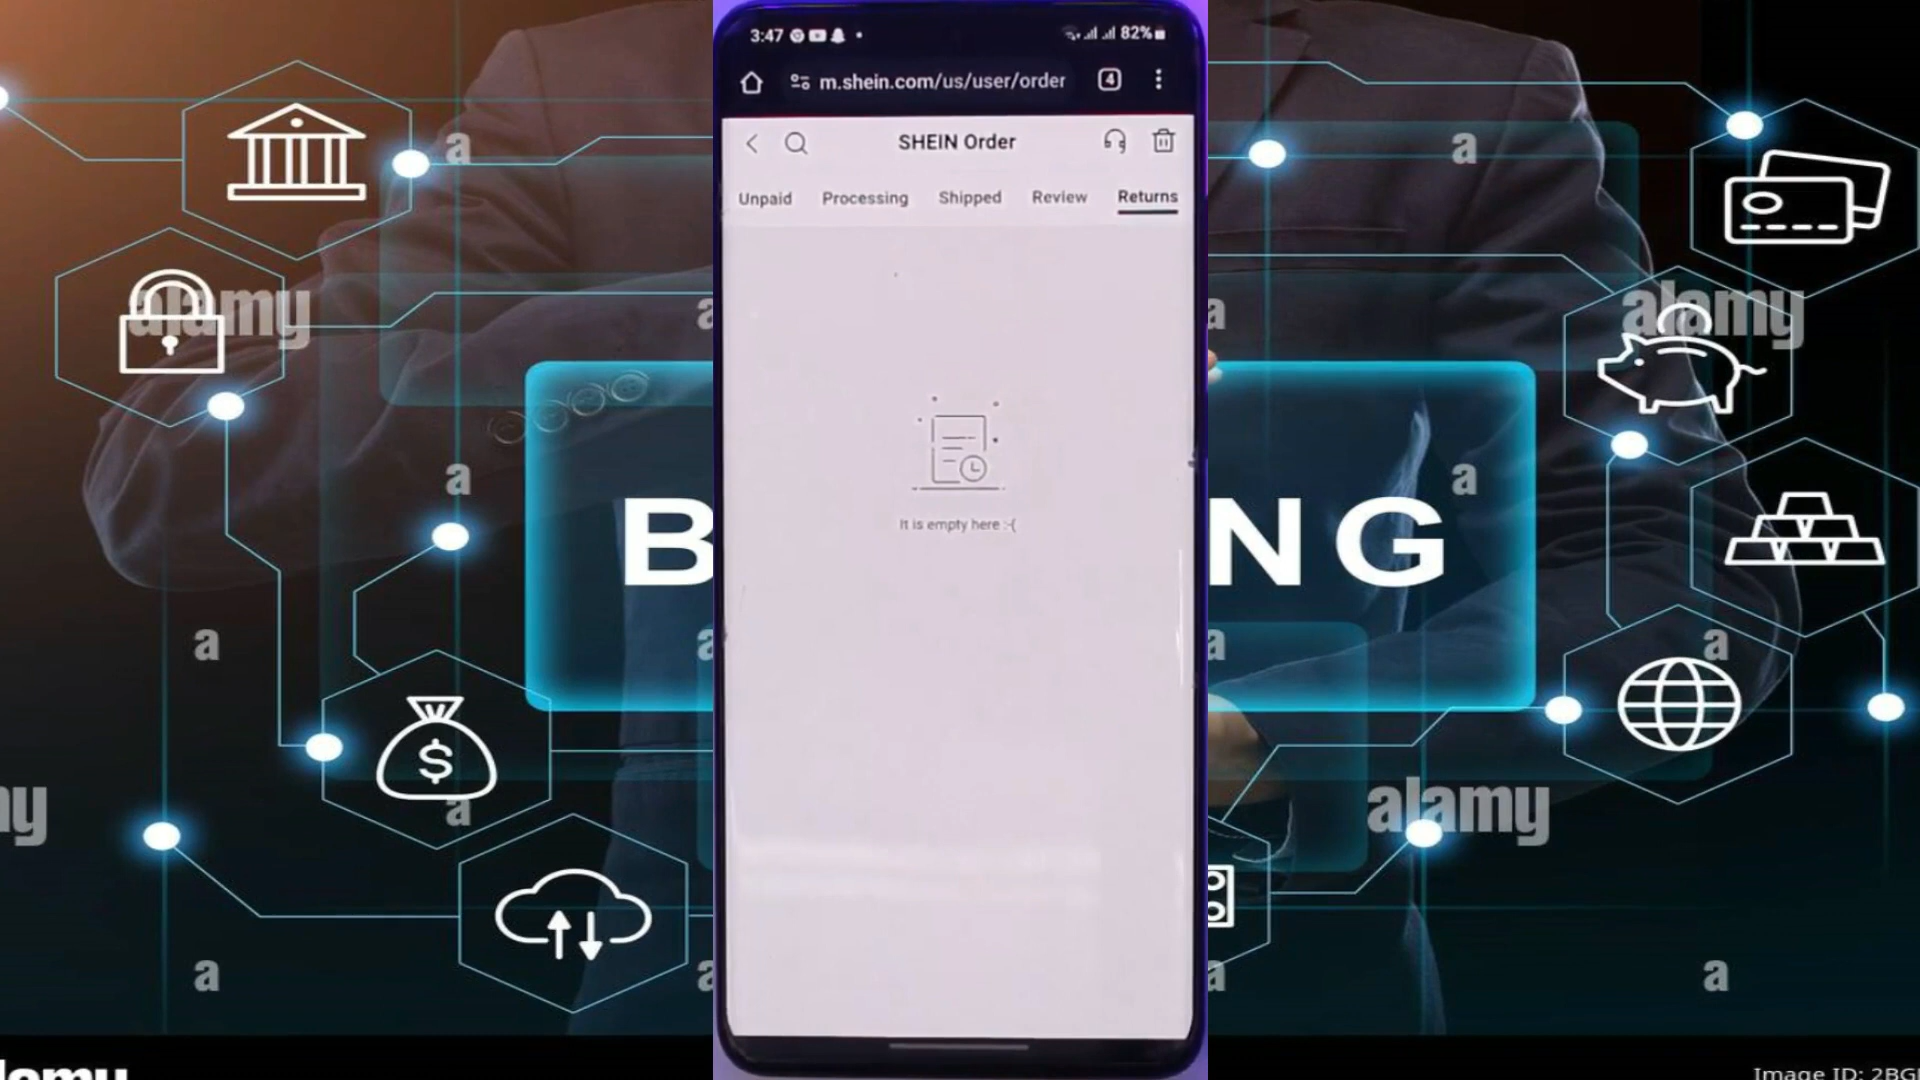 3:47
82%
m.shein.com/us/user/order
4
SHEIN Order
Unpaid Processing Shipped Review Returns
It is empty here :-(
B
NG
$
alamy
alamy
alamy
a
a
a
a
a
a
a
a
a
Image ID: 2BG